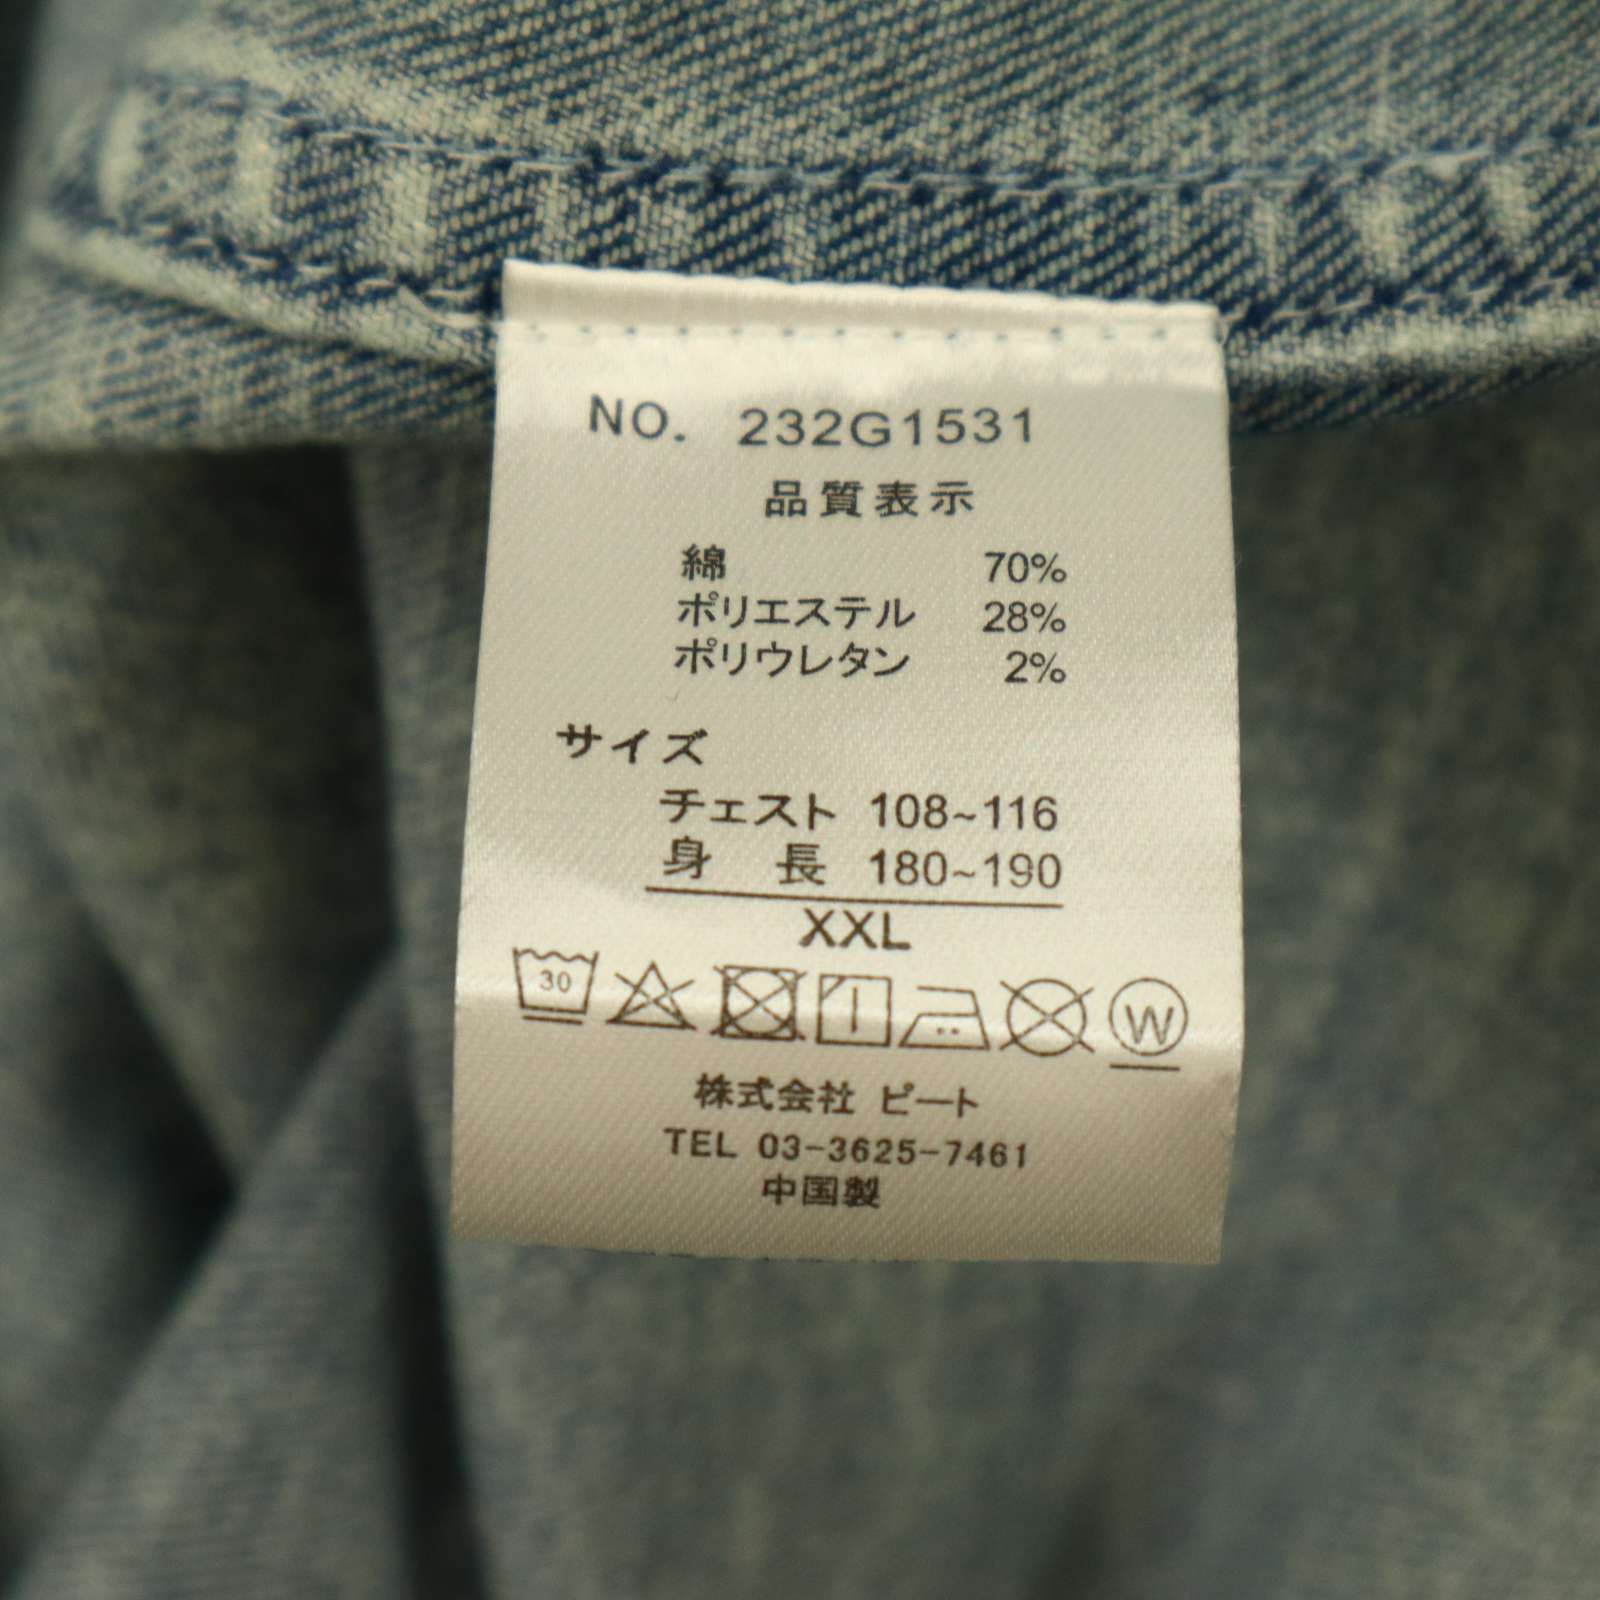 NO. 232G1531
品質表示
綿 70%
ポリエステル 28%
ポリウレタン 2%
サイズ
チェスト 108~116
身長 180~190
XXL
30 W
株式会社 ピート
TEL 03-3625-7461
中国製